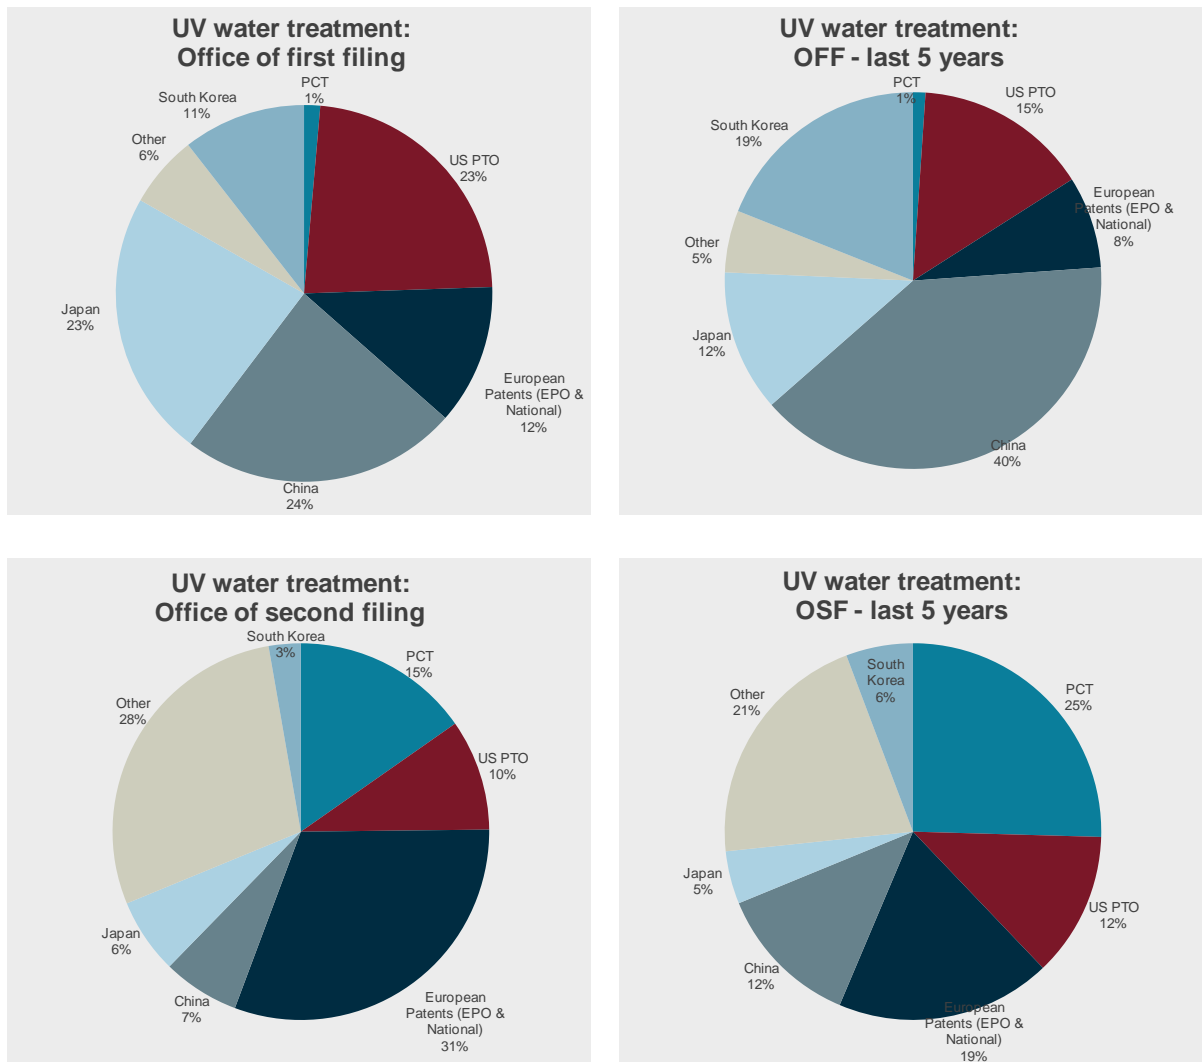 UV water treatment:
Office of first filing
PCT
1%
US PTO
23%
European
Patents (EPO &
National)
12%
China
24%
Japan
23%
Other
6%
South Korea
11%
UV water treatment:
OFF - last 5 years
PCT
1%
US PTO
15%
European
Patents (EPO &
National)
8%
China
40%
Japan
12%
Other
5%
South Korea
19%
UV water treatment:
Office of second filing
PCT
15%
US PTO
10%
European
Patents (EPO &
National)
31%
China
7%
Japan
6%
Other
28%
South Korea
3%
UV water treatment:
OSF - last 5 years
PCT
25%
US PTO
12%
European
Patents (EPO &
National)
19%
China
12%
Japan
5%
Other
21%
South
Korea
6%